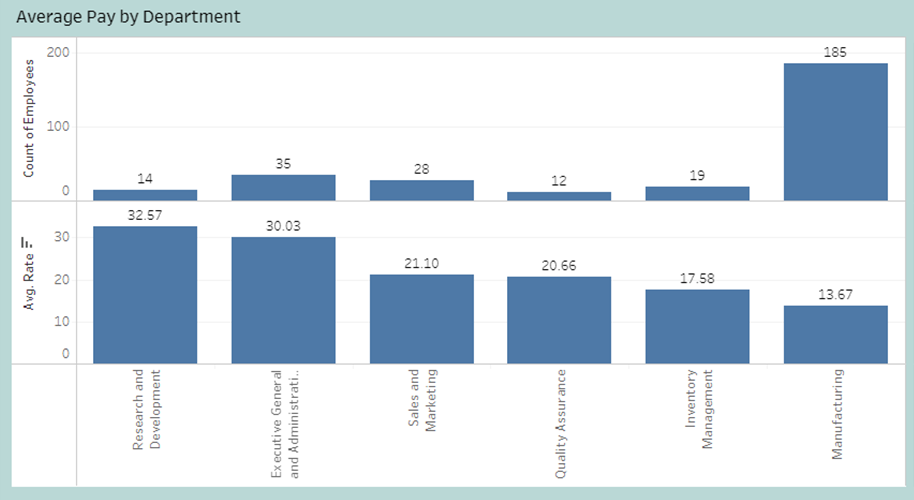 Average Pay by Department
Count of Employees
200
100
0
14
35
28
12
19
185
Avg. Rate
30
20
10
0
32.57
30.03
21.10
20.66
17.58
13.67
Research and
Development
Executive General
and Administrati..
Sales and
Marketing
Quality Assurance
Inventory
Management
Manufacturing